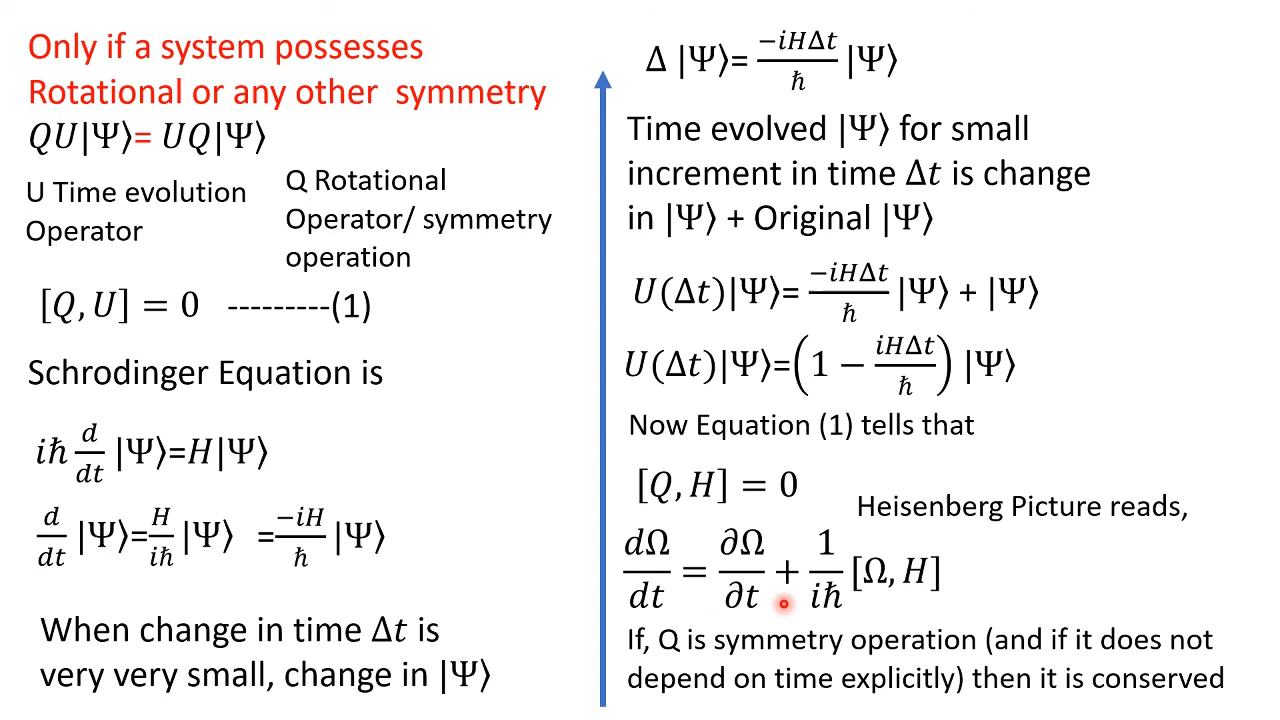 Only if a system possesses
Rotational or any other symmetry
𝑄𝑈|Ψ⟩= 𝑈𝑄|Ψ⟩
U Time evolution
Operator
Q Rotational
Operator/ symmetry
operation
[𝑄, 𝑈] = 0 ---------(1)
Schrodinger Equation is
𝑖ℏ 𝑑/𝑑𝑡 |Ψ⟩=𝐻|Ψ⟩
𝑑/𝑑𝑡 |Ψ⟩=𝐻/𝑖ℏ |Ψ⟩ =−𝑖𝐻/ℏ |Ψ⟩
When change in time Δ𝑡 is
very very small, change in |Ψ⟩
Δ |Ψ⟩= −𝑖𝐻Δ𝑡/ℏ |Ψ⟩
Time evolved |Ψ⟩ for small
increment in time Δ𝑡 is change
in |Ψ⟩ + Original |Ψ⟩
𝑈(Δ𝑡)|Ψ⟩= −𝑖𝐻Δ𝑡/ℏ |Ψ⟩ + |Ψ⟩
𝑈(Δ𝑡)|Ψ⟩=(1 − 𝑖𝐻Δ𝑡/ℏ) |Ψ⟩
Now Equation (1) tells that
[𝑄, 𝐻] = 0
Heisenberg Picture reads,
𝑑Ω/𝑑𝑡 = ∂Ω/∂𝑡 + 1/𝑖ℏ [Ω, 𝐻]
If, Q is symmetry operation (and if it does not
depend on time explicitly) then it is conserved